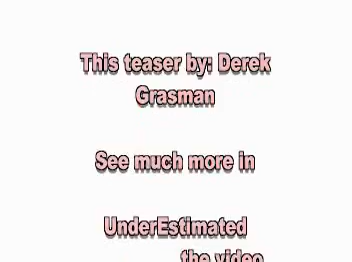 This teaser by: Derek
Grasman
See much more in
UnderEstimated
the video